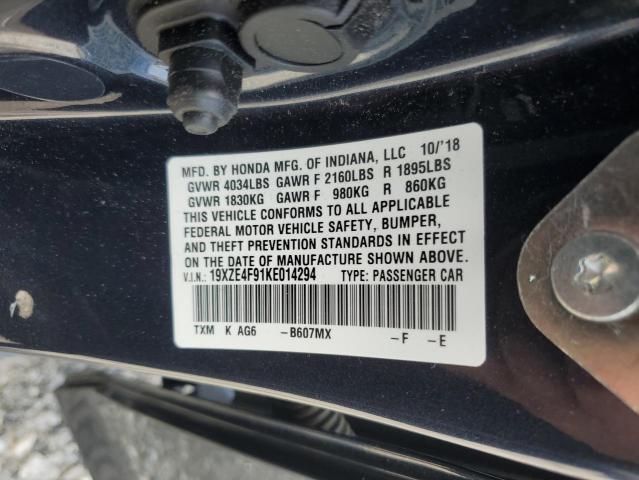 MFD. BY HONDA MFG. OF INDIANA, LLC 10/'18
GVWR 4034LBS GAWR F 2160LBS R 1895LBS
GVWR 1830KG GAWR F 980KG R 860KG
THIS VEHICLE CONFORMS TO ALL APPLICABLE
FEDERAL MOTOR VEHICLE SAFETY, BUMPER,
AND THEFT PREVENTION STANDARDS IN EFFECT
ON THE DATE OF MANUFACTURE SHOWN ABOVE.
V.I.N.: 19XZE4F91KE014294 TYPE: PASSENGER CAR
TXM K AG6 -B607MX -F -E